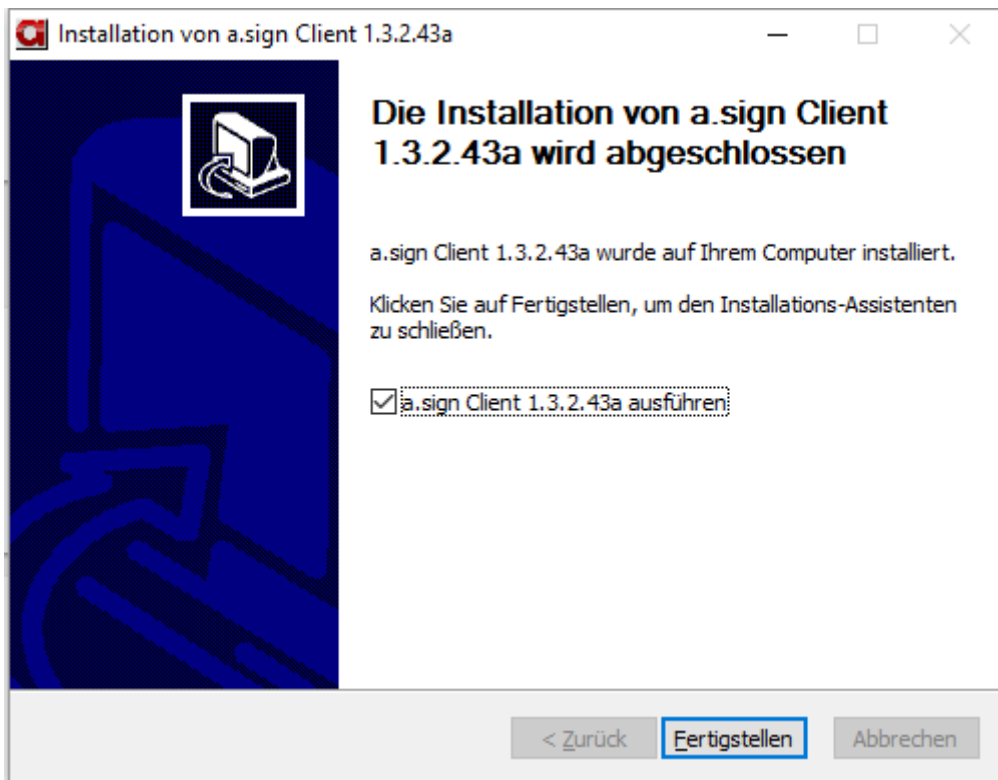 Installation von a.sign Client 1.3.2.43a
Die Installation von a.sign Client
1.3.2.43a wird abgeschlossen
a.sign Client 1.3.2.43a wurde auf Ihrem Computer installiert.
Klicken Sie auf Fertigstellen, um den Installations-Assistenten
zu schließen.
a.sign Client 1.3.2.43a ausführen
< Zurück
Fertigstellen
Abbrechen